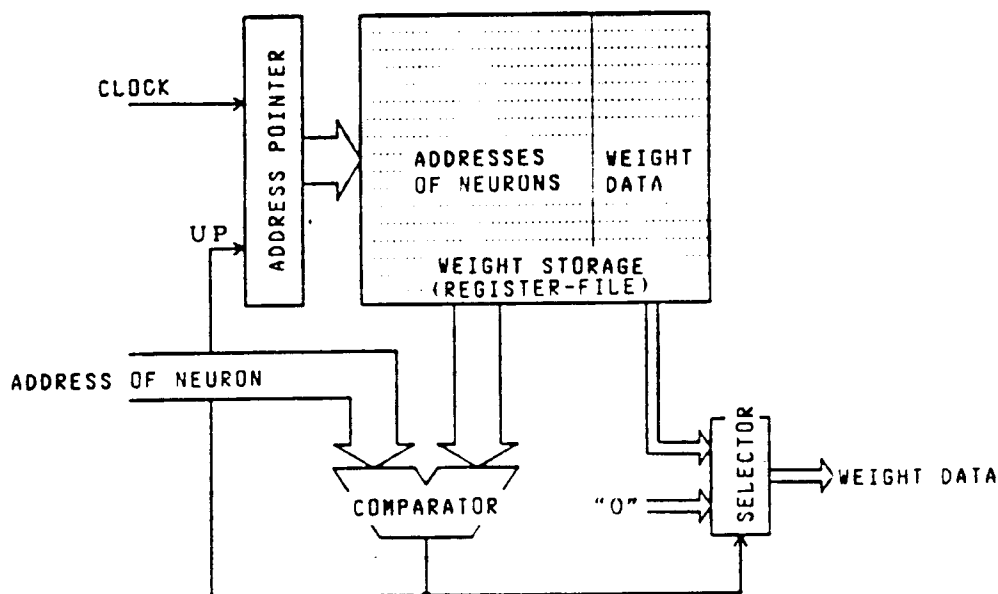 CLOCK
ADDRESS POINTER
UP
ADDRESSES
OF NEURONS
WEIGHT
DATA
WEIGHT STORAGE
(REGISTER-FILE)
ADDRESS OF NEURON
COMPARATOR
"0"
SELECTOR
WEIGHT DATA